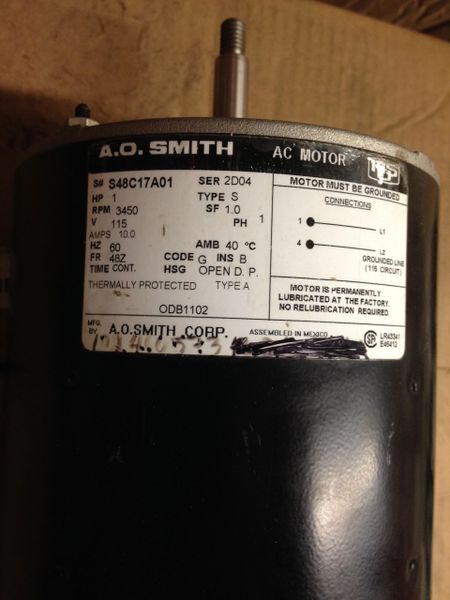 A.O. SMITH AC MOTOR
S# S48C17A01 SER 2D04
HP 1 TYPE S
RPM 3450 SF 1.0
V 115 PH 1
AMPS 10.0
HZ 60 AMB 40 °C
FR 48Z CODE G INS B
TIME CONT. HSG OPEN D. P.
THERMALLY PROTECTED TYPE A
ODB1102
MOTOR MUST BE GROUNDED
CONNECTIONS
1 L1
4 L2
GROUNDED LINE
(115 CIRCUIT)
MOTOR IS PERMANENTLY
LUBRICATED AT THE FACTORY.
NO RELUBRICATION REQUIRED.
MFG. BY A.O.SMITH CORP. ASSEMBLED IN MEXICO
LR43341
E46412